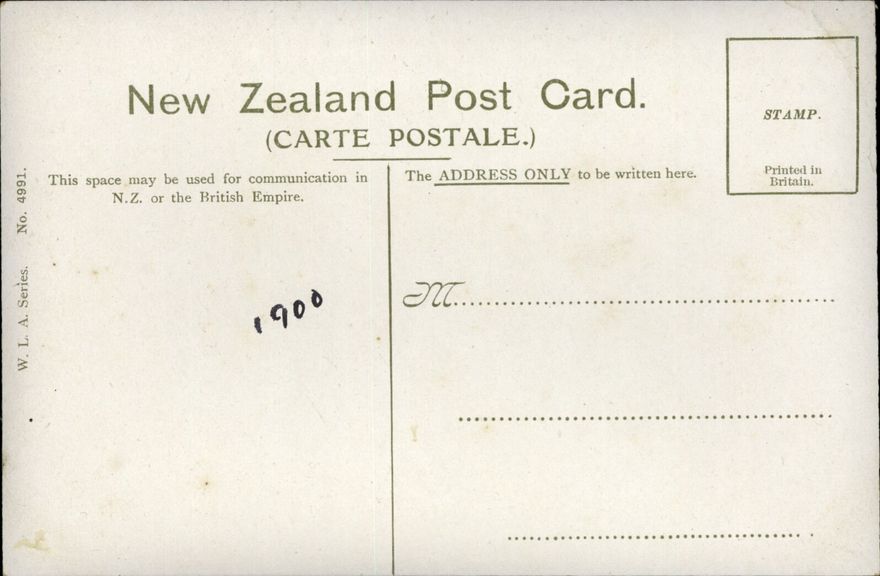 New Zealand Post Card.
(CARTE POSTALE.)
STAMP.
Printed in
Britain.
This space may be used for communication in
N.Z. or the British Empire.
The ADDRESS ONLY to be written here.
W. L. A. Series. No. 4991.
1900
M